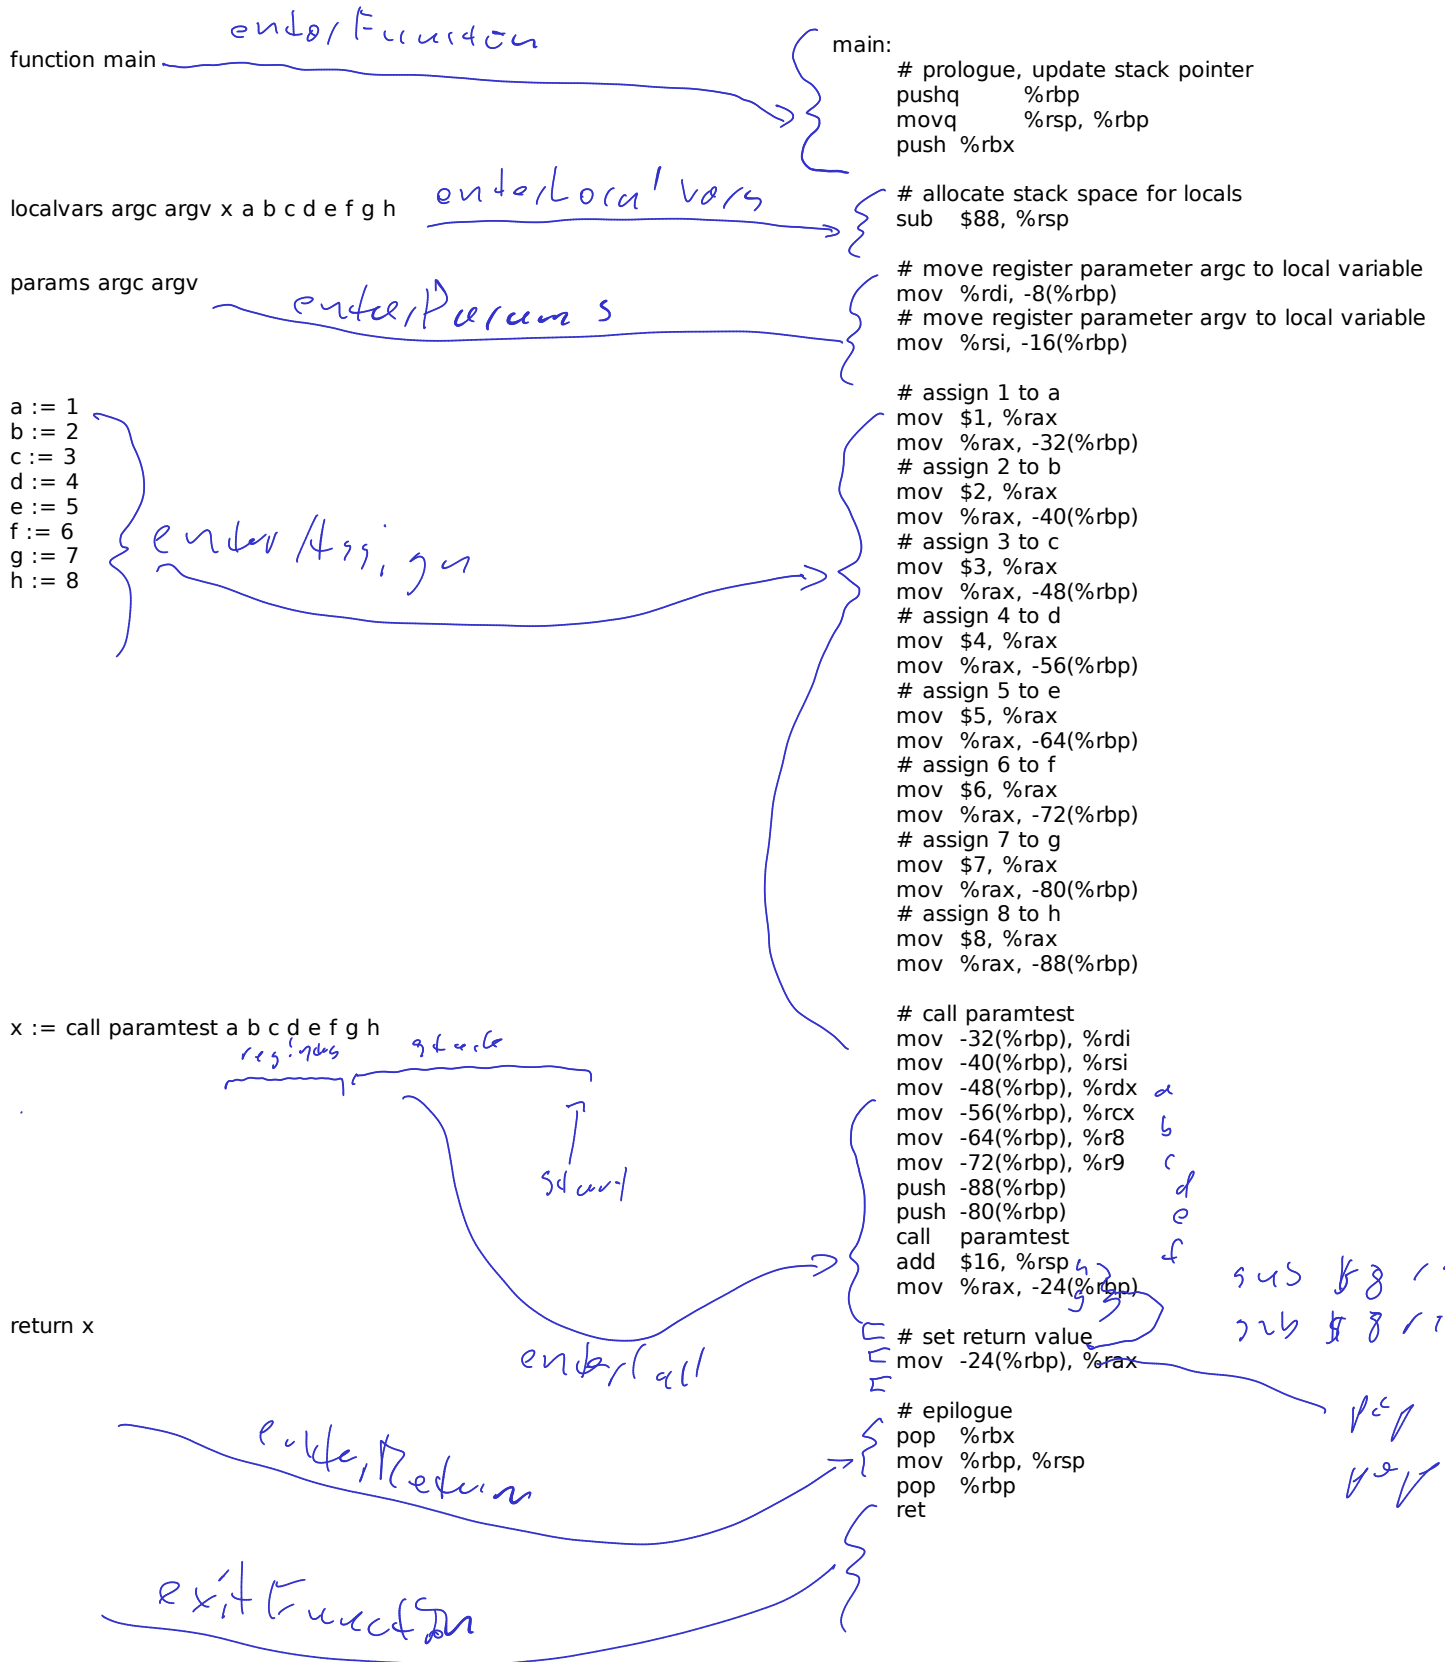 enterFunction
function main
main:
# prologue, update stack pointer
pushq %rbp
movq %rsp, %rbp
push %rbx
enterLocalVars
localvars argc argv x a b c d e f g h
# allocate stack space for locals
sub $88, %rsp
params argc argv
enterParams
# move register parameter argc to local variable
mov %rdi, -8(%rbp)
# move register parameter argv to local variable
mov %rsi, -16(%rbp)
a := 1
b := 2
c := 3
d := 4
e := 5
f := 6
g := 7
h := 8
enterAssign
# assign 1 to a
mov $1, %rax
mov %rax, -32(%rbp)
# assign 2 to b
mov $2, %rax
mov %rax, -40(%rbp)
# assign 3 to c
mov $3, %rax
mov %rax, -48(%rbp)
# assign 4 to d
mov $4, %rax
mov %rax, -56(%rbp)
# assign 5 to e
mov $5, %rax
mov %rax, -64(%rbp)
# assign 6 to f
mov $6, %rax
mov %rax, -72(%rbp)
# assign 7 to g
mov $7, %rax
mov %rax, -80(%rbp)
# assign 8 to h
mov $8, %rax
mov %rax, -88(%rbp)
x := call paramtest a b c d e f g h
registers
stack
start
enterCall
# call paramtest
mov -32(%rbp), %rdi
mov -40(%rbp), %rsi
mov -48(%rbp), %rdx
mov -56(%rbp), %rcx
mov -64(%rbp), %r8
mov -72(%rbp), %r9
push -88(%rbp)
push -80(%rbp)
call paramtest
add $16, %rsp
mov %rax, -24(%rbp)
a
b
c
d
e
f
h
g
sub $8
sub $8
pop
pop
return x
# set return value
mov -24(%rbp), %rax
enterReturn
# epilogue
pop %rbx
mov %rbp, %rsp
pop %rbp
ret
exitFunction